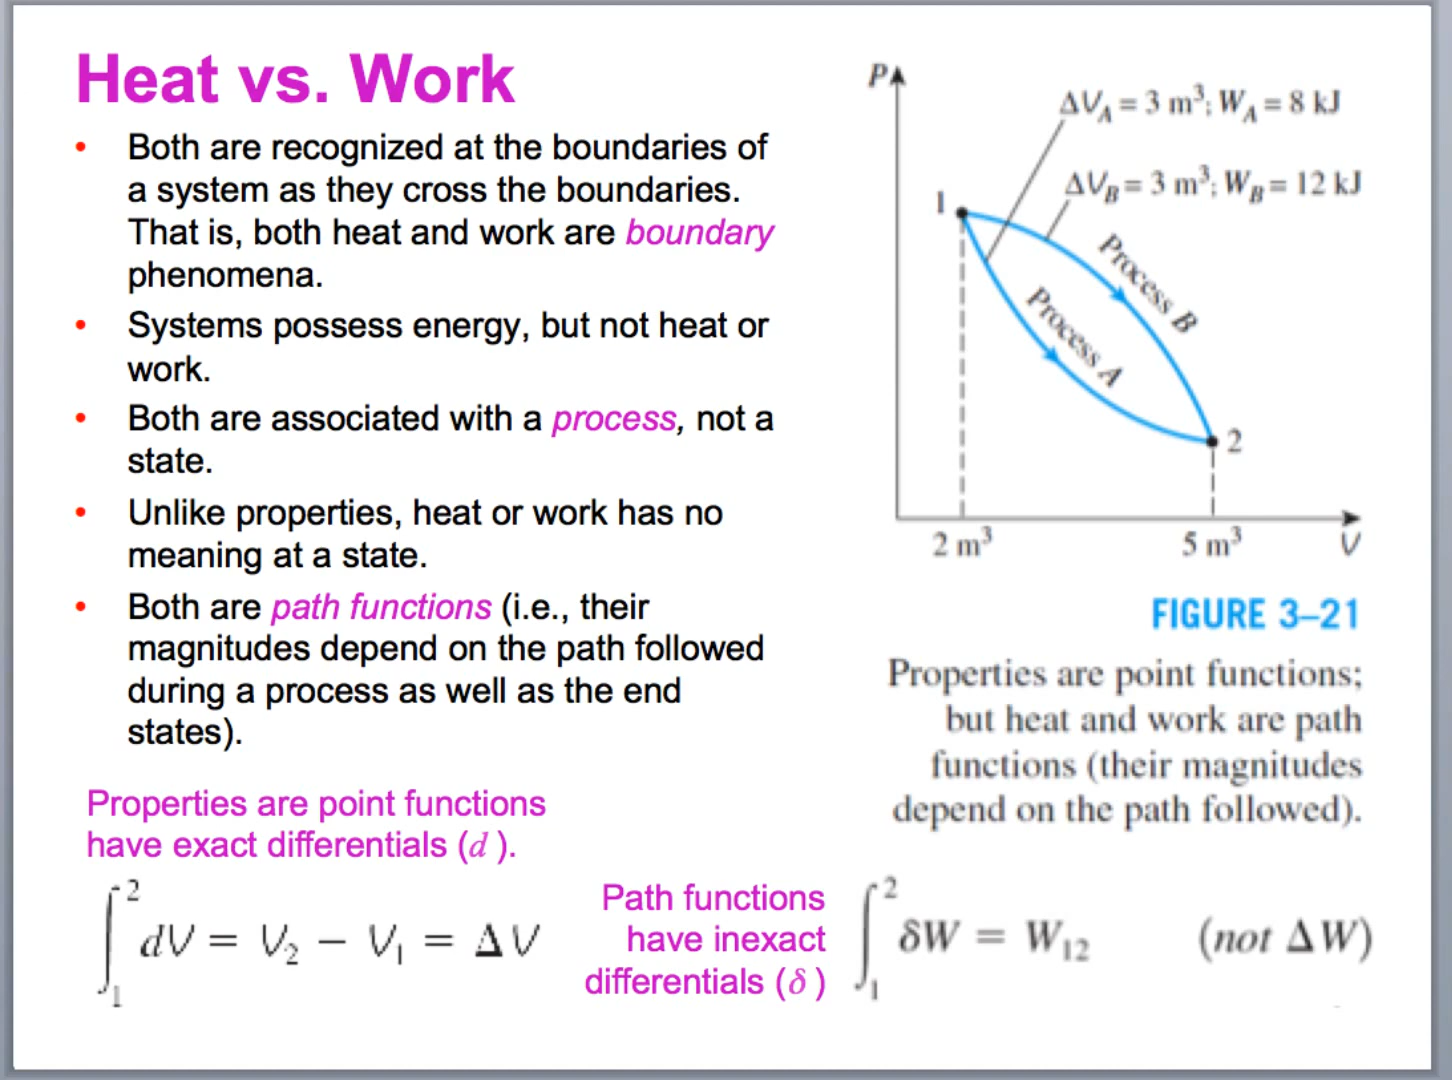 Heat vs. Work
• Both are recognized at the boundaries of
a system as they cross the boundaries.
That is, both heat and work are boundary
phenomena.
• Systems possess energy, but not heat or
work.
• Both are associated with a process, not a
state.
• Unlike properties, heat or work has no
meaning at a state.
• Both are path functions (i.e., their
magnitudes depend on the path followed
during a process as well as the end
states).
Properties are point functions
have exact differentials (d ).
∫₁² dV = V₂ − V₁ = ΔV
Path functions
have inexact
differentials (δ )
∫₁² δW = W₁₂ (not ΔW)
P
ΔV_A = 3 m³; W_A = 8 kJ
ΔV_B = 3 m³; W_B = 12 kJ
1
Process B
Process A
2
2 m³ 5 m³ V
FIGURE 3–21
Properties are point functions;
but heat and work are path
functions (their magnitudes
depend on the path followed).